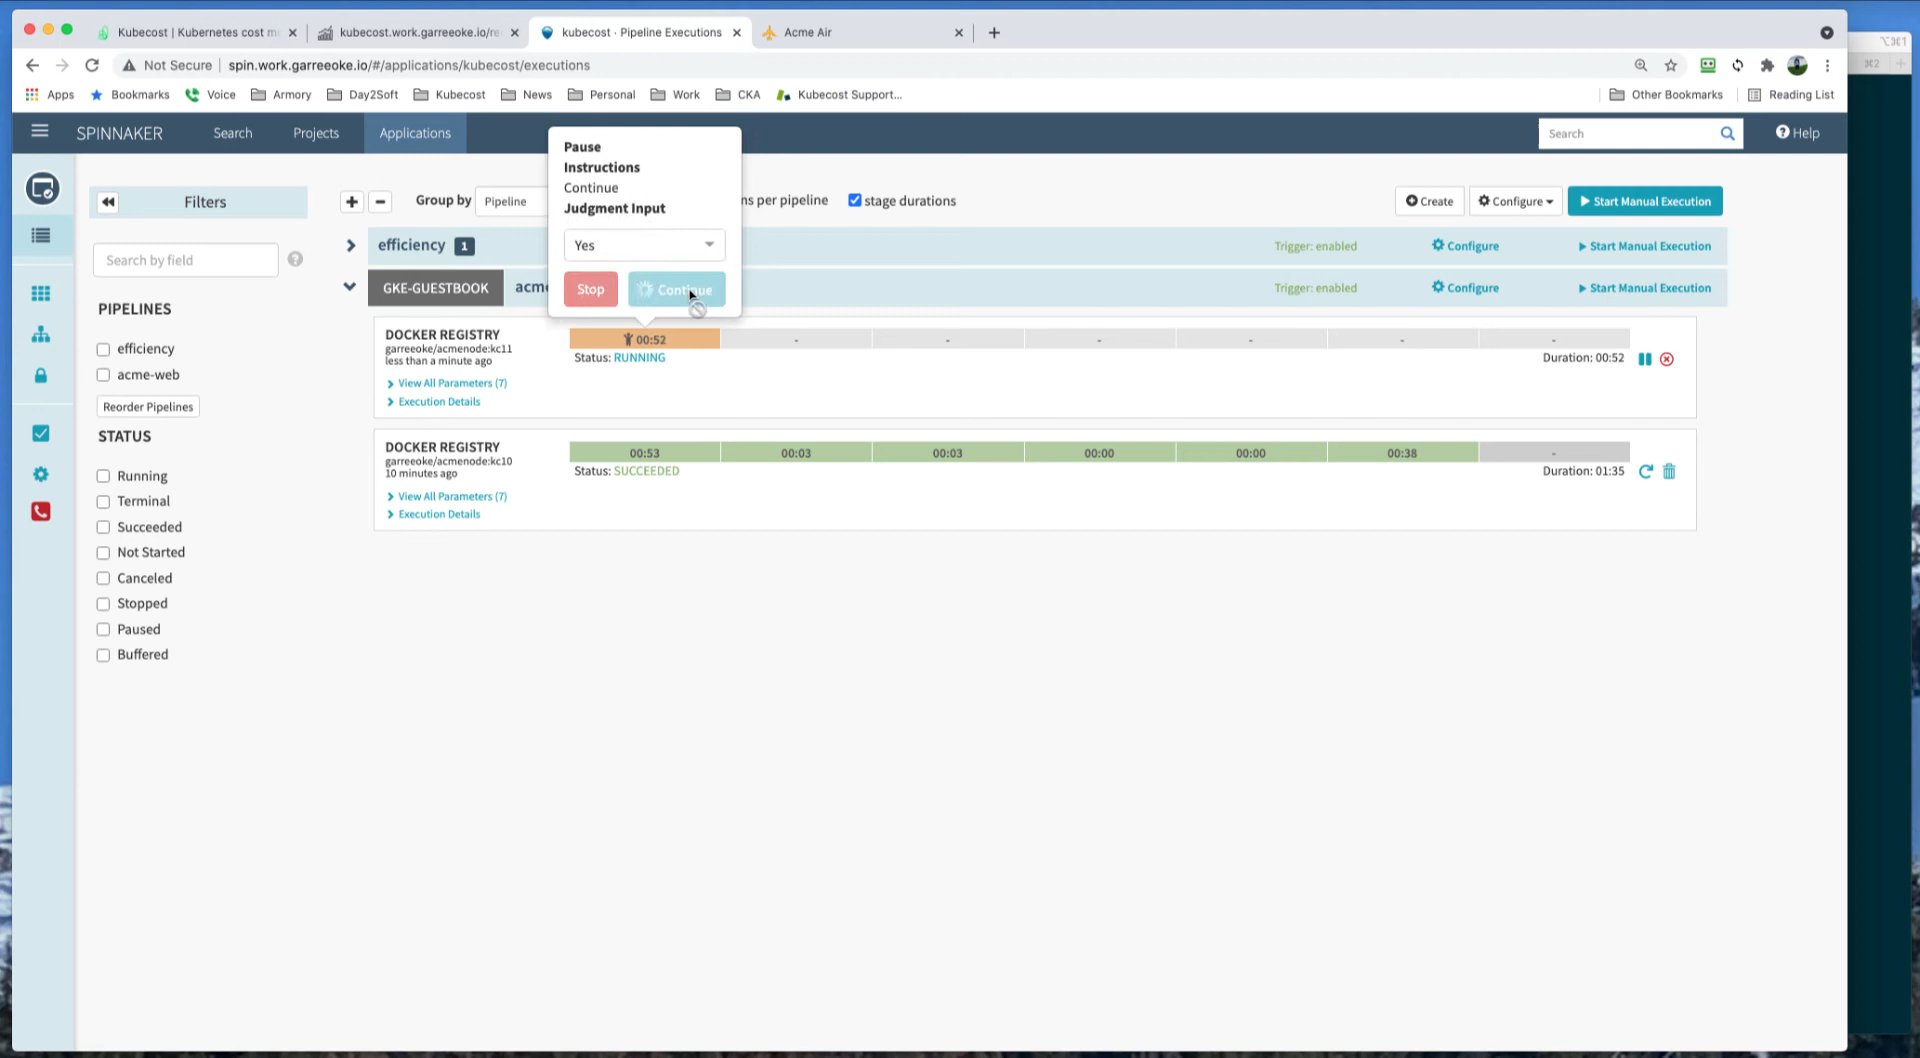 Kubecost | Kubernetes cost m
kubecost.work.garreeoke.io/re
kubecost · Pipeline Executions
Acme Air
Not Secure
spin.work.garreeoke.io/#/applications/kubecost/executions
Apps
Bookmarks
Voice
Armory
Day2Soft
Kubecost
News
Personal
Work
CKA
Kubecost Support...
Other Bookmarks
Reading List
SPINNAKER
Search
Projects
Applications
Search
Help
Pause
Instructions
Continue
Judgment Input
Yes
Stop
Continue
Filters
Group by
Pipeline
ns per pipeline
stage durations
Create
Configure
Start Manual Execution
Search by field
efficiency 1
Trigger: enabled
Configure
Start Manual Execution
GKE-GUESTBOOK
acme
Trigger: enabled
Configure
Start Manual Execution
PIPELINES
efficiency
acme-web
Reorder Pipelines
STATUS
Running
Terminal
Succeeded
Not Started
Canceled
Stopped
Paused
Buffered
DOCKER REGISTRY
garreeoke/acmenode:kc11
less than a minute ago
View All Parameters (7)
Execution Details
00:52
- - - - - -
Status: RUNNING
Duration: 00:52
DOCKER REGISTRY
garreeoke/acmenode:kc10
10 minutes ago
View All Parameters (7)
Execution Details
00:53 00:03 00:03 00:00 00:00 00:38 -
Status: SUCCEEDED
Duration: 01:35
⌘2